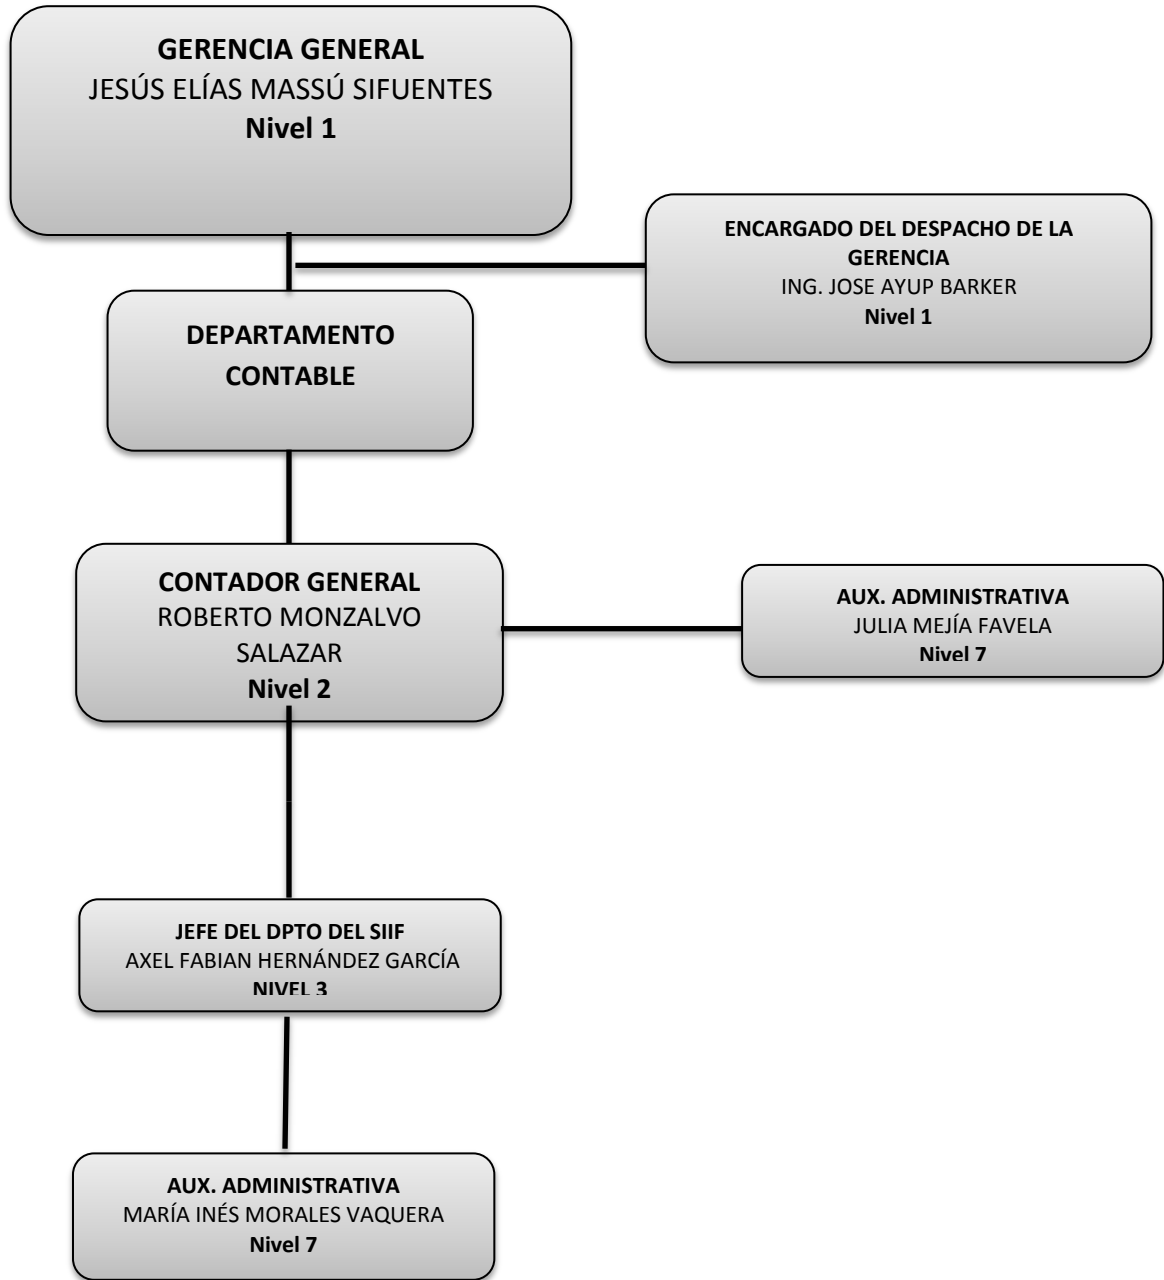 GERENCIA GENERAL
JESÚS ELÍAS MASSÚ SIFUENTES
Nivel 1
ENCARGADO DEL DESPACHO DE LA
GERENCIA
ING. JOSE AYUP BARKER
Nivel 1
DEPARTAMENTO
CONTABLE
CONTADOR GENERAL
ROBERTO MONZALVO
SALAZAR
Nivel 2
AUX. ADMINISTRATIVA
JULIA MEJÍA FAVELA
Nivel 7
JEFE DEL DPTO DEL SIIF
AXEL FABIAN HERNÁNDEZ GARCÍA
NIVEL 3
AUX. ADMINISTRATIVA
MARÍA INÉS MORALES VAQUERA
Nivel 7